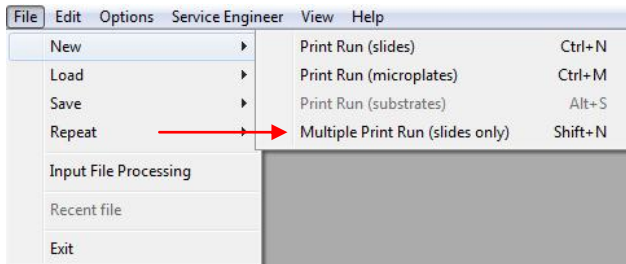 File Edit Options Service Engineer View Help
New
Load
Save
Repeat
Input File Processing
Recent file
Exit
Print Run (slides) Ctrl+N
Print Run (microplates) Ctrl+M
Print Run (substrates) Alt+S
Multiple Print Run (slides only) Shift+N